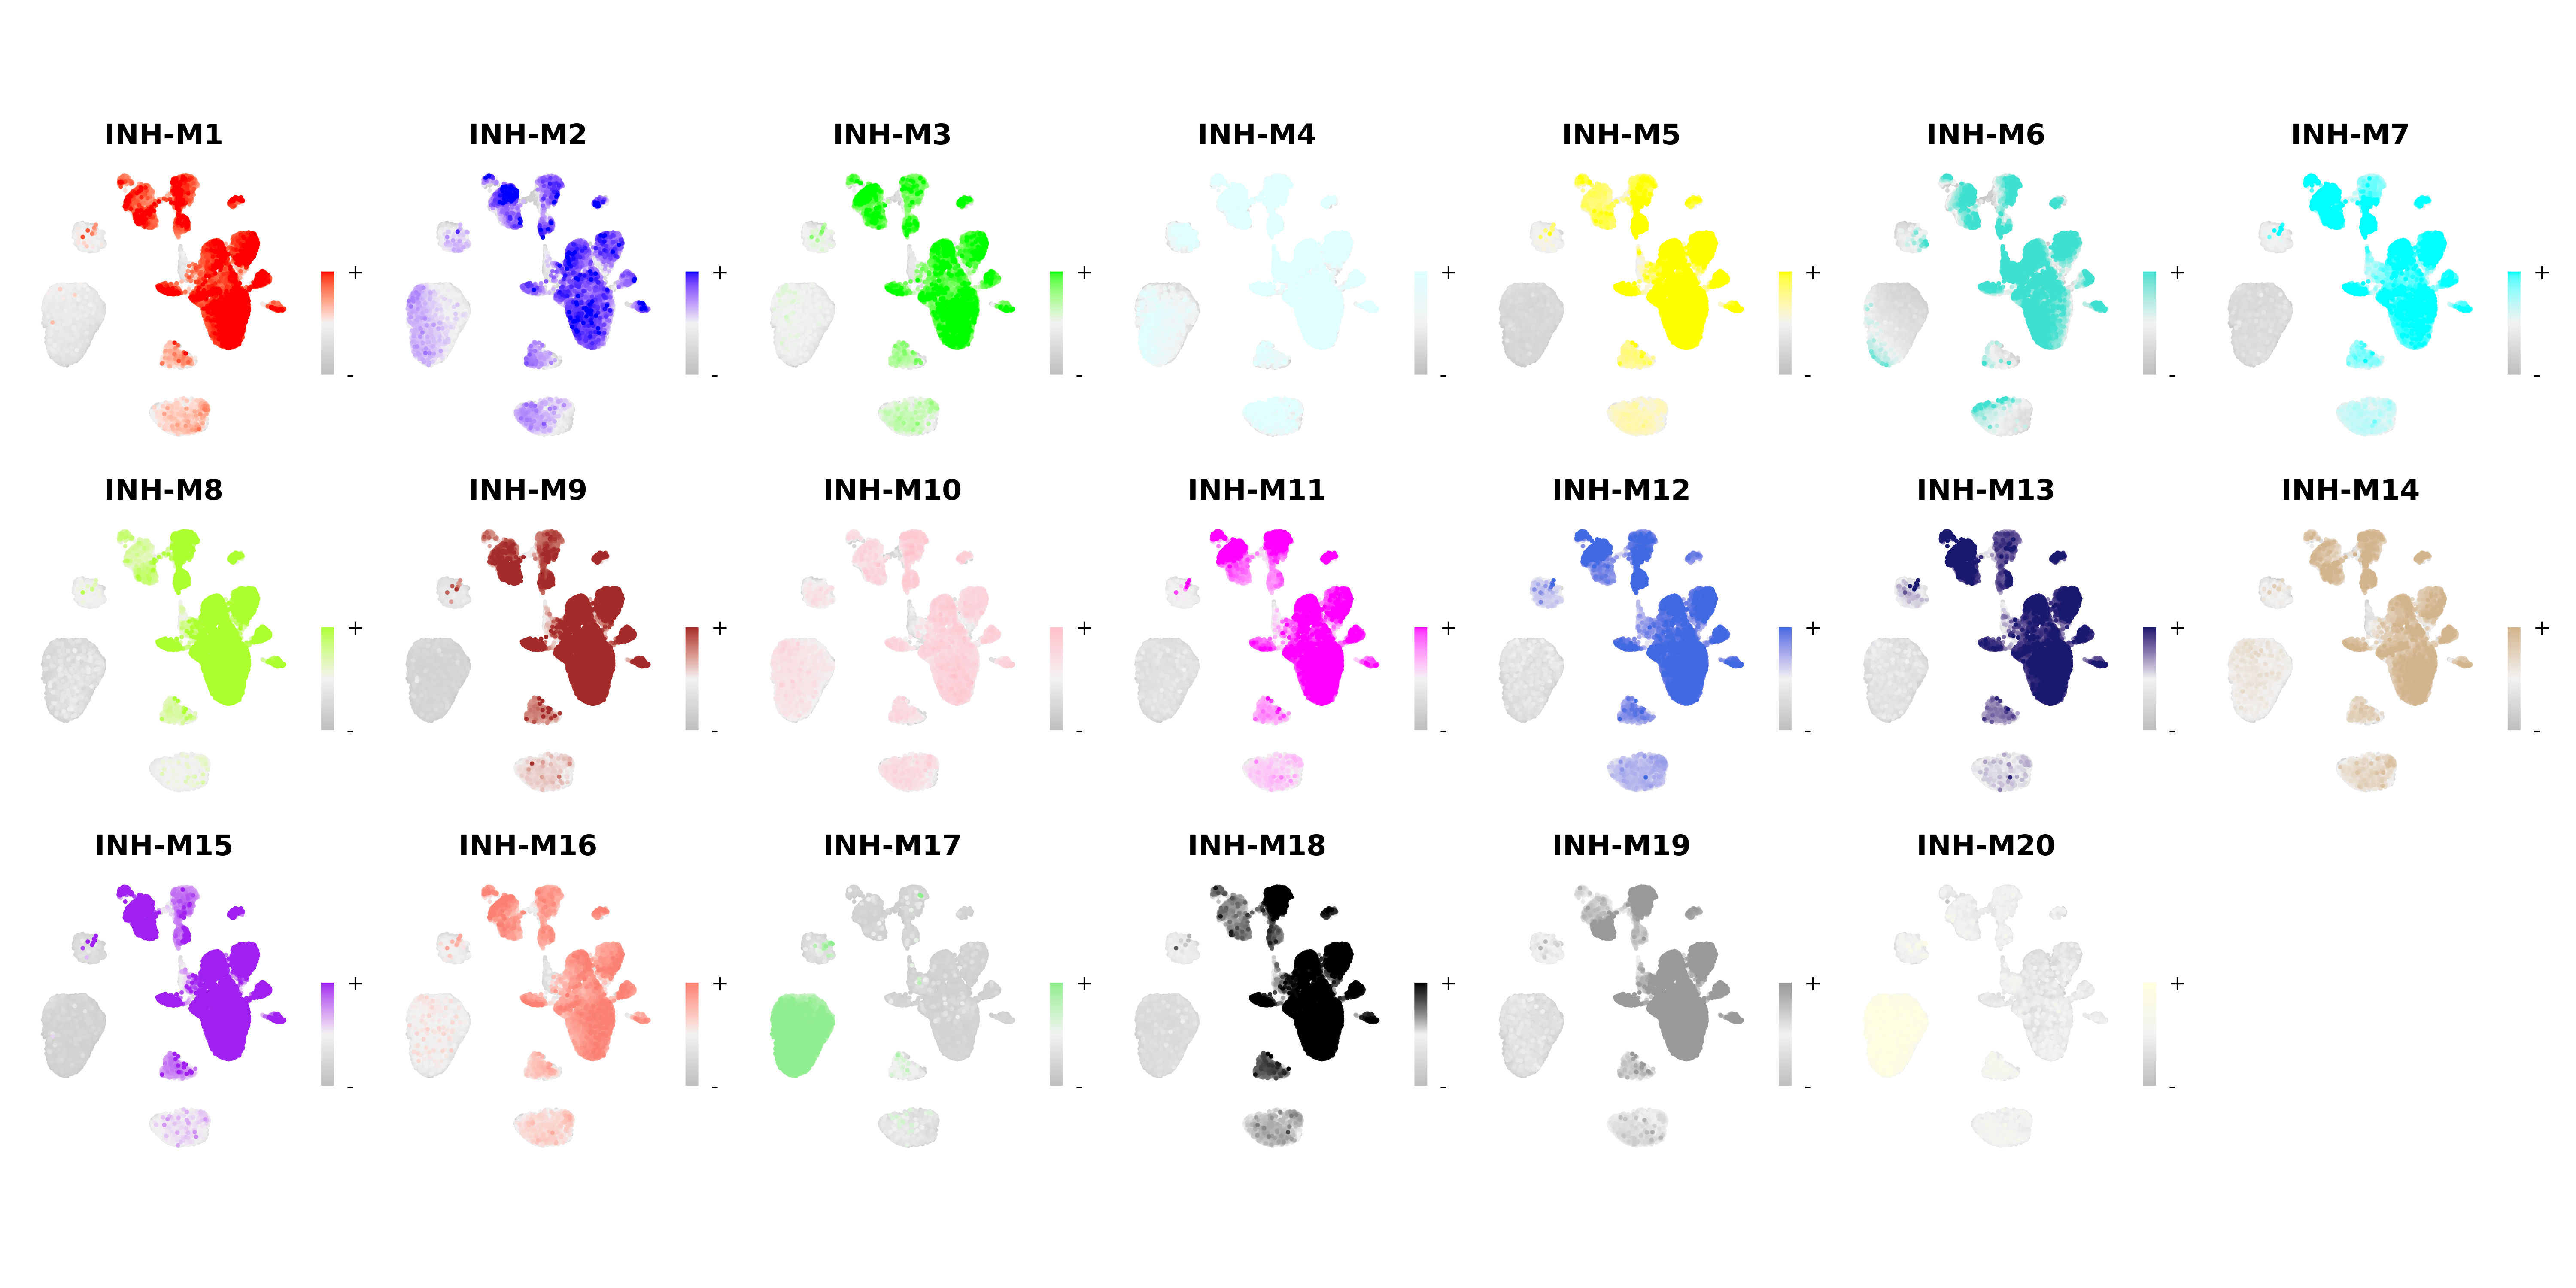 INH-M1 INH-M2 INH-M3 INH-M4 INH-M5 INH-M6 INH-M7
+ + + + + + +
- - - - - - -
INH-M8 INH-M9 INH-M10 INH-M11 INH-M12 INH-M13 INH-M14
+ + + + + + +
- - - - - - -
INH-M15 INH-M16 INH-M17 INH-M18 INH-M19 INH-M20
+ + + + + +
- - - - - -